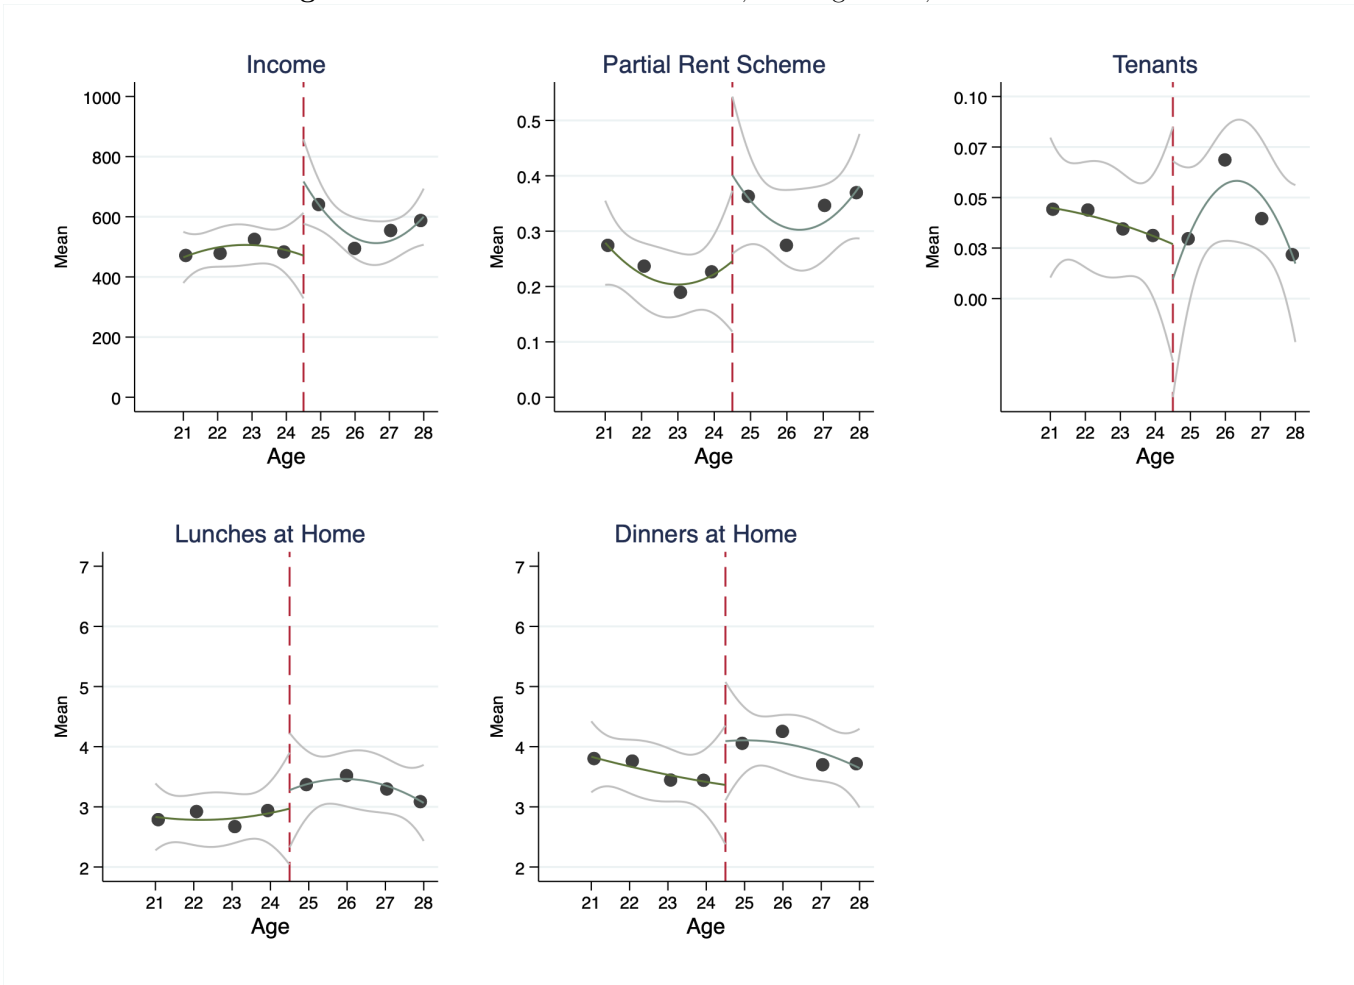 Income
1000
800
600
400
200
0
Mean
21 22 23 24 25 26 27 28
Age
Partial Rent Scheme
0.5
0.4
0.3
0.2
0.1
0.0
Mean
21 22 23 24 25 26 27 28
Age
Tenants
0.10
0.07
0.05
0.03
0.00
Mean
21 22 23 24 25 26 27 28
Age
Lunches at Home
7
6
5
4
3
2
Mean
21 22 23 24 25 26 27 28
Age
Dinners at Home
7
6
5
4
3
2
Mean
21 22 23 24 25 26 27 28
Age